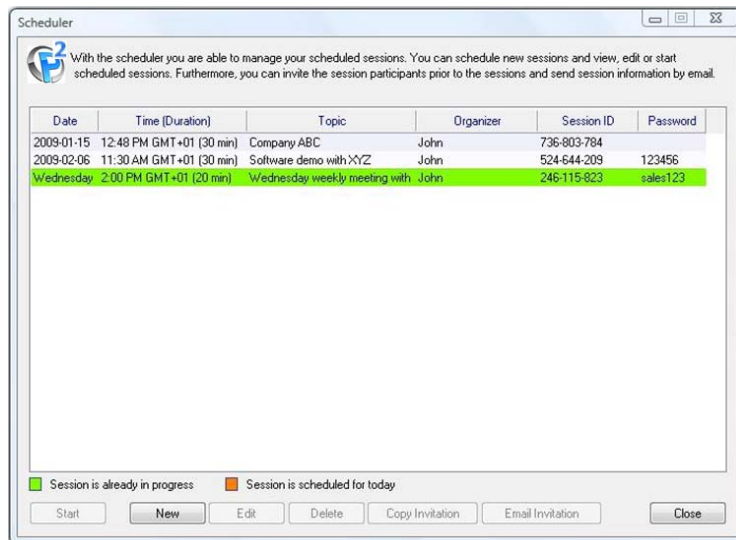 Scheduler
With the scheduler you are able to manage your scheduled sessions. You can schedule new sessions and view, edit or start
scheduled sessions. Furthermore, you can invite the session participants prior to the sessions and send session information by email.
Date Time (Duration) Topic Organizer Session ID Password
2009-01-15 12:48 PM GMT+01 (30 min) Company ABC John 736-803-784
2009-02-06 11:30 AM GMT+01 (30 min) Software demo with XYZ John 524-644-209 123456
Wednesday 2:00 PM GMT+01 (20 min) Wednesday weekly meeting with John 246-115-823 sales123
Session is already in progress Session is scheduled for today
Start New Edit Delete Copy Invitation Email Invitation Close